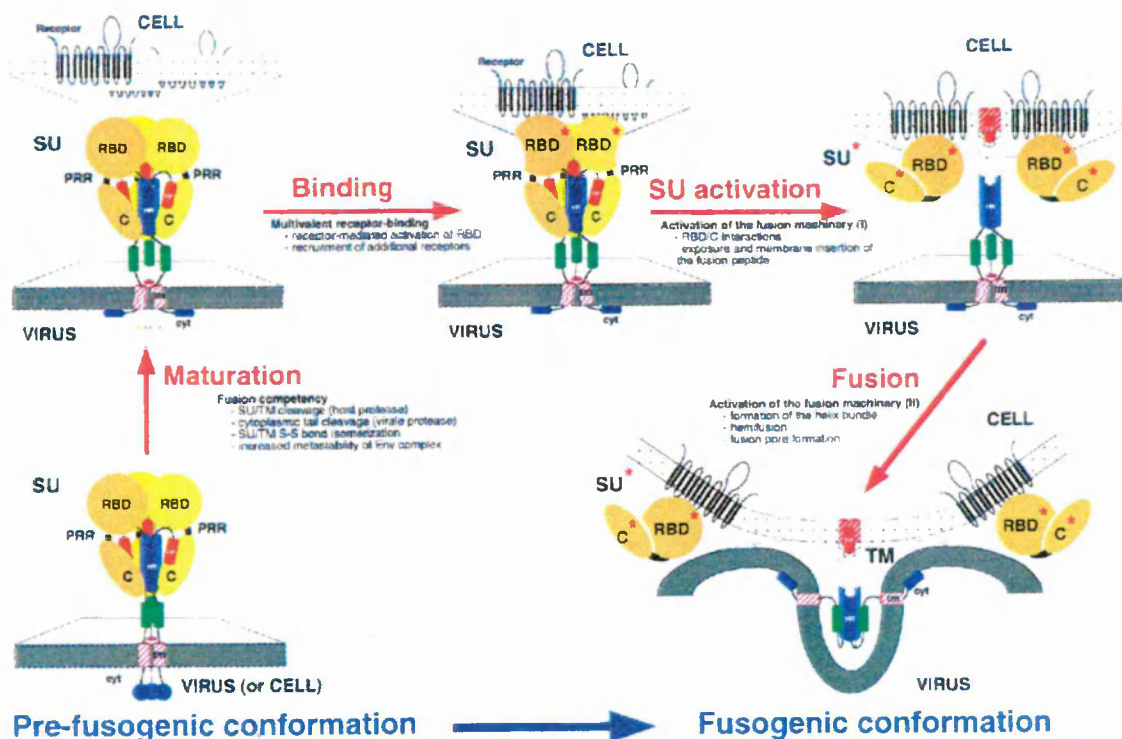 CELL
Receptor
SU
RBD
RBD
PRR
PRR
C
C
cyt
VIRUS
Binding
Multivalent receptor-binding
- receptor-mediated activation of RBD
- recruitment of additional receptors
CELL
Receptor
SU
RBD*
RBD*
PRR
PRR
C
C
tm
cyt
VIRUS
SU activation
Activation of the fusion machinery (I)
- RBD/C interactions
- exposure and membrane insertion of
the fusion peptide
CELL
SU*
RBD*
RBD*
C*
C*
tm
cyt
VIRUS
Maturation
Fusion competency
- SU/TM cleavage (host protease)
- cytoplasmic tail cleavage (virale protease)
- SU/TM S-S bond isomerization
- increased metastability of Env complex
Fusion
Activation of the fusion machinery (II)
- formation of the helix bundle
- hemifusion
- fusion pore formation
SU
RBD
RBD
PRR
PRR
C
C
cyt
VIRUS (or CELL)
CELL
SU*
C*
RBD*
RBD*
C*
TM
cyt
tm
VIRUS
Pre-fusogenic conformation
Fusogenic conformation